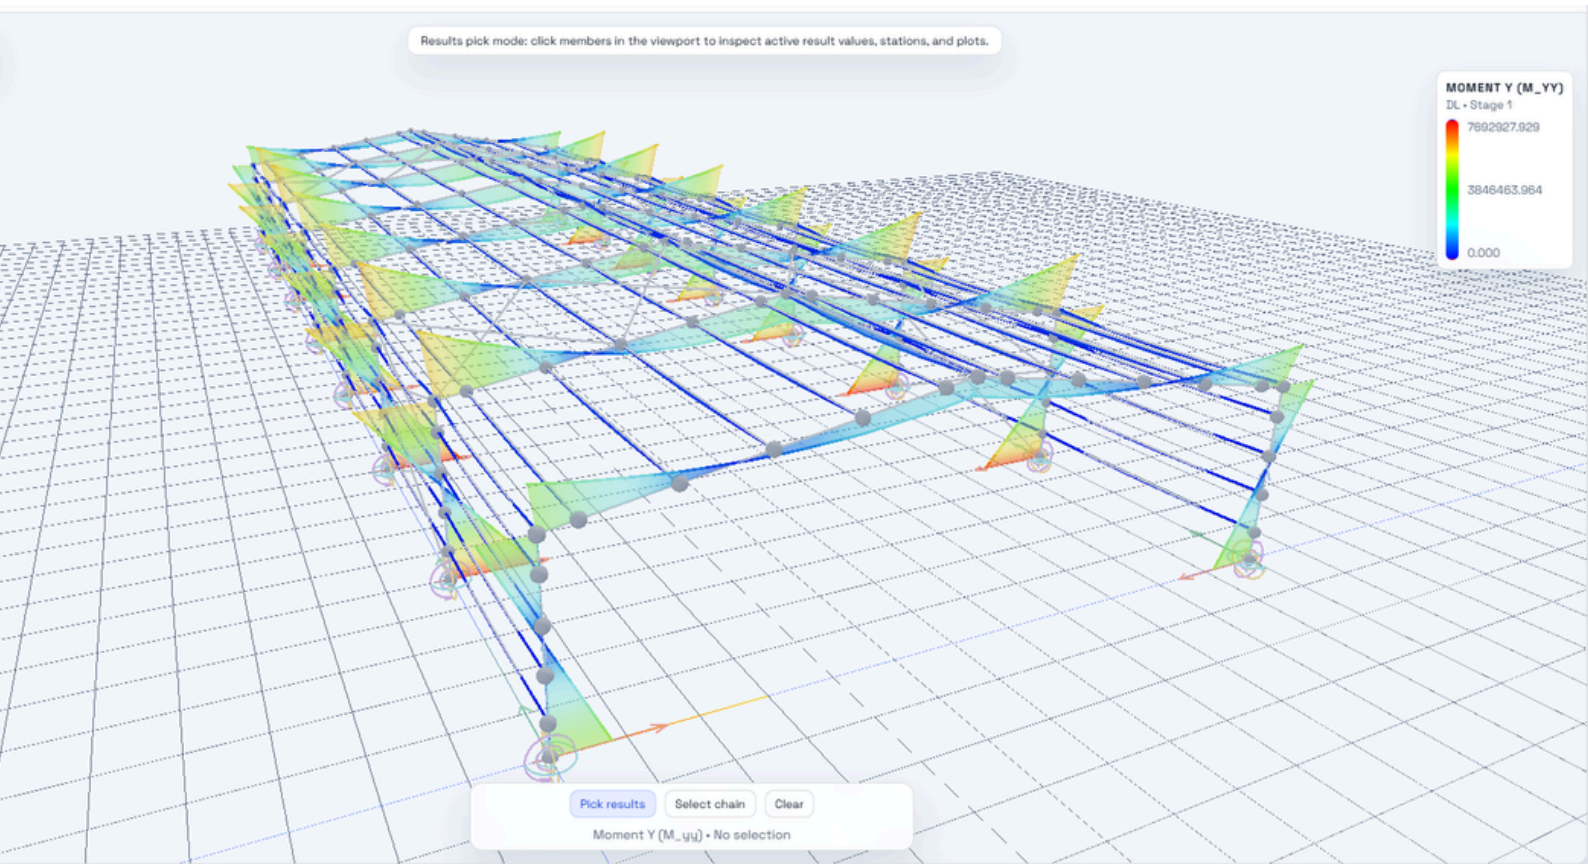 Results pick mode: click members in the viewport to inspect active result values, stations, and plots.
MOMENT Y (M_YY)
DL • Stage 1
7692927.929
3846463.964
0.000
Pick results
Select chain
Clear
Moment Y (M_yy) • No selection